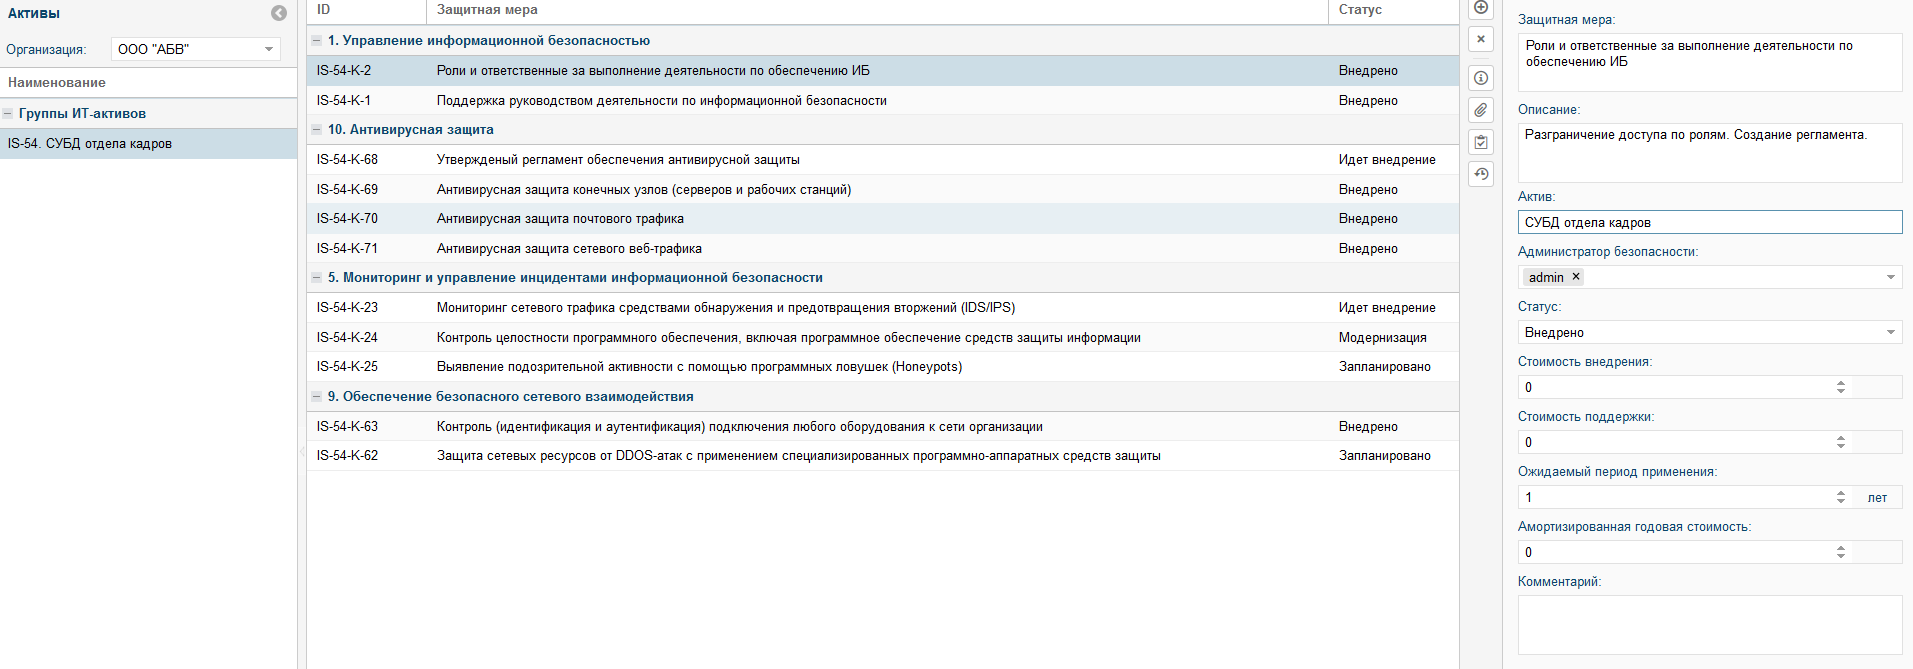 Активы
Организация: ООО "АБВ"
Наименование
Группы ИТ-активов
IS-54. СУБД отдела кадров
ID Защитная мера Статус
1. Управление информационной безопасностью
IS-54-K-2 Роли и ответственные за выполнение деятельности по обеспечению ИБ Внедрено
IS-54-K-1 Поддержка руководством деятельности по информационной безопасности Внедрено
10. Антивирусная защита
IS-54-K-68 Утвержденый регламент обеспечения антивирусной защиты Идет внедрение
IS-54-K-69 Антивирусная защита конечных узлов (серверов и рабочих станций) Внедрено
IS-54-K-70 Антивирусная защита почтового трафика Внедрено
IS-54-K-71 Антивирусная защита сетевого веб-трафика Внедрено
5. Мониторинг и управление инцидентами информационной безопасности
IS-54-K-23 Мониторинг сетевого трафика средствами обнаружения и предотвращения вторжений (IDS/IPS) Идет внедрение
IS-54-K-24 Контроль целостности программного обеспечения, включая программное обеспечение средств защиты информации Модернизация
IS-54-K-25 Выявление подозрительной активности с помощью программных ловушек (Honeypots) Запланировано
9. Обеспечение безопасного сетевого взаимодействия
IS-54-K-63 Контроль (идентификация и аутентификация) подключения любого оборудования к сети организации Внедрено
IS-54-K-62 Защита сетевых ресурсов от DDOS-атак с применением специализированных программно-аппаратных средств защиты Запланировано
Защитная мера:
Роли и ответственные за выполнение деятельности по
обеспечению ИБ
Описание:
Разграничение доступа по ролям. Создание регламента.
Актив:
СУБД отдела кадров
Администратор безопасности:
admin
Статус:
Внедрено
Стоимость внедрения:
0
Стоимость поддержки:
0
Ожидаемый период применения:
1 лет
Амортизированная годовая стоимость:
0
Комментарий: